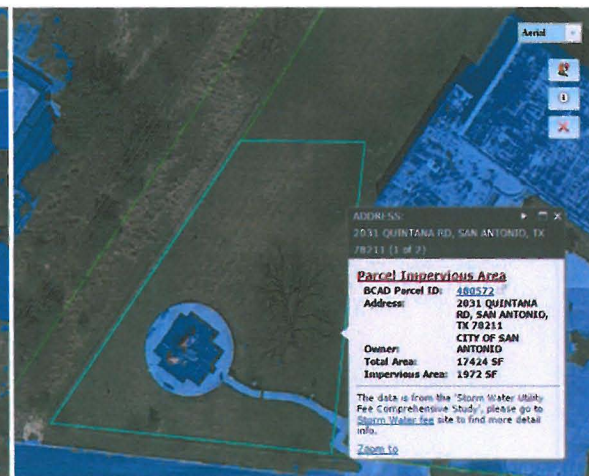 Aerial
ADDRESS:
2031 QUINTANA RD, SAN ANTONIO, TX
78211 (1 of 2)
Parcel Impervious Area
BCAD Parcel ID: 480572
Address: 2031 QUINTANA
RD, SAN ANTONIO,
TX 78211
CITY OF SAN
Owner: ANTONIO
Total Area: 17424 SF
Impervious Area: 1972 SF
The data is from the 'Storm Water Utility
Fee Comprehensive Study', please go to
Storm Water fee site to find more detail
info.
Zoom to